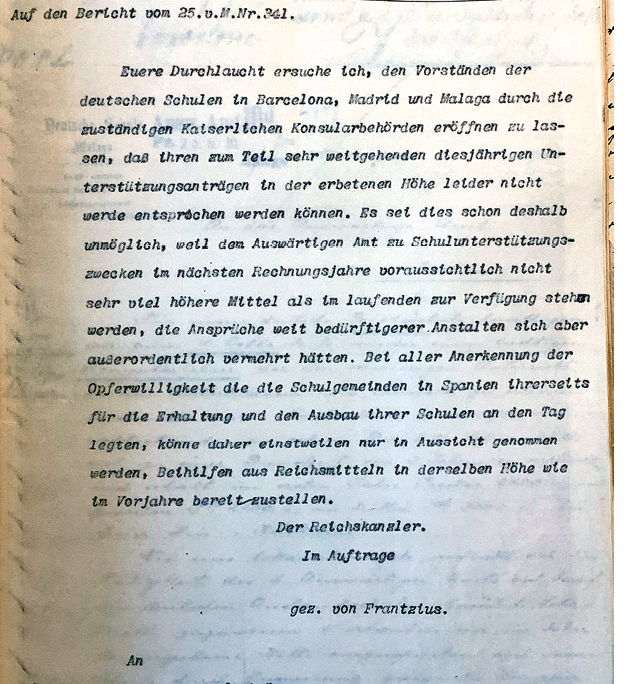 Auf den Bericht vom 25.v.M.Nr.341.
Euere Durchlaucht ersuche ich, den Vorständen der
deutschen Schulen in Barcelona, Madrid und Malaga durch die
zuständigen Kaiserlichen Konsularbehörden eröffnen zu las-
sen, daß ihren zum Teil sehr weitgehenden diesjährigen Un-
terstützungsanträgen in der erbetenen Höhe leider nicht
werde entsprochen werden können. Es sei dies schon deshalb
unmöglich, weil dem Auswärtigen Amt zu Schulunterstützungs-
zwecken im nächsten Rechnungsjahre voraussichtlich nicht
sehr viel höhere Mittel als im laufenden zur Verfügung stehen
werden, die Ansprüche weit bedürftigerer Anstalten sich aber
außerordentlich vermehrt hätten. Bei aller Anerkennung der
Opferwilligkeit die die Schulgemeinden in Spanien ihrerseits
für die Erhaltung und den Ausbau ihrer Schulen an den Tag
legten, könne daher einstweilen nur in Aussicht genommen
werden, Beihilfen aus Reichsmitteln in derselben Höhe wie
im Vorjahre bereit zustellen.
Der Reichskanzler.
Im Auftrage
gez. von Frantzius.
An